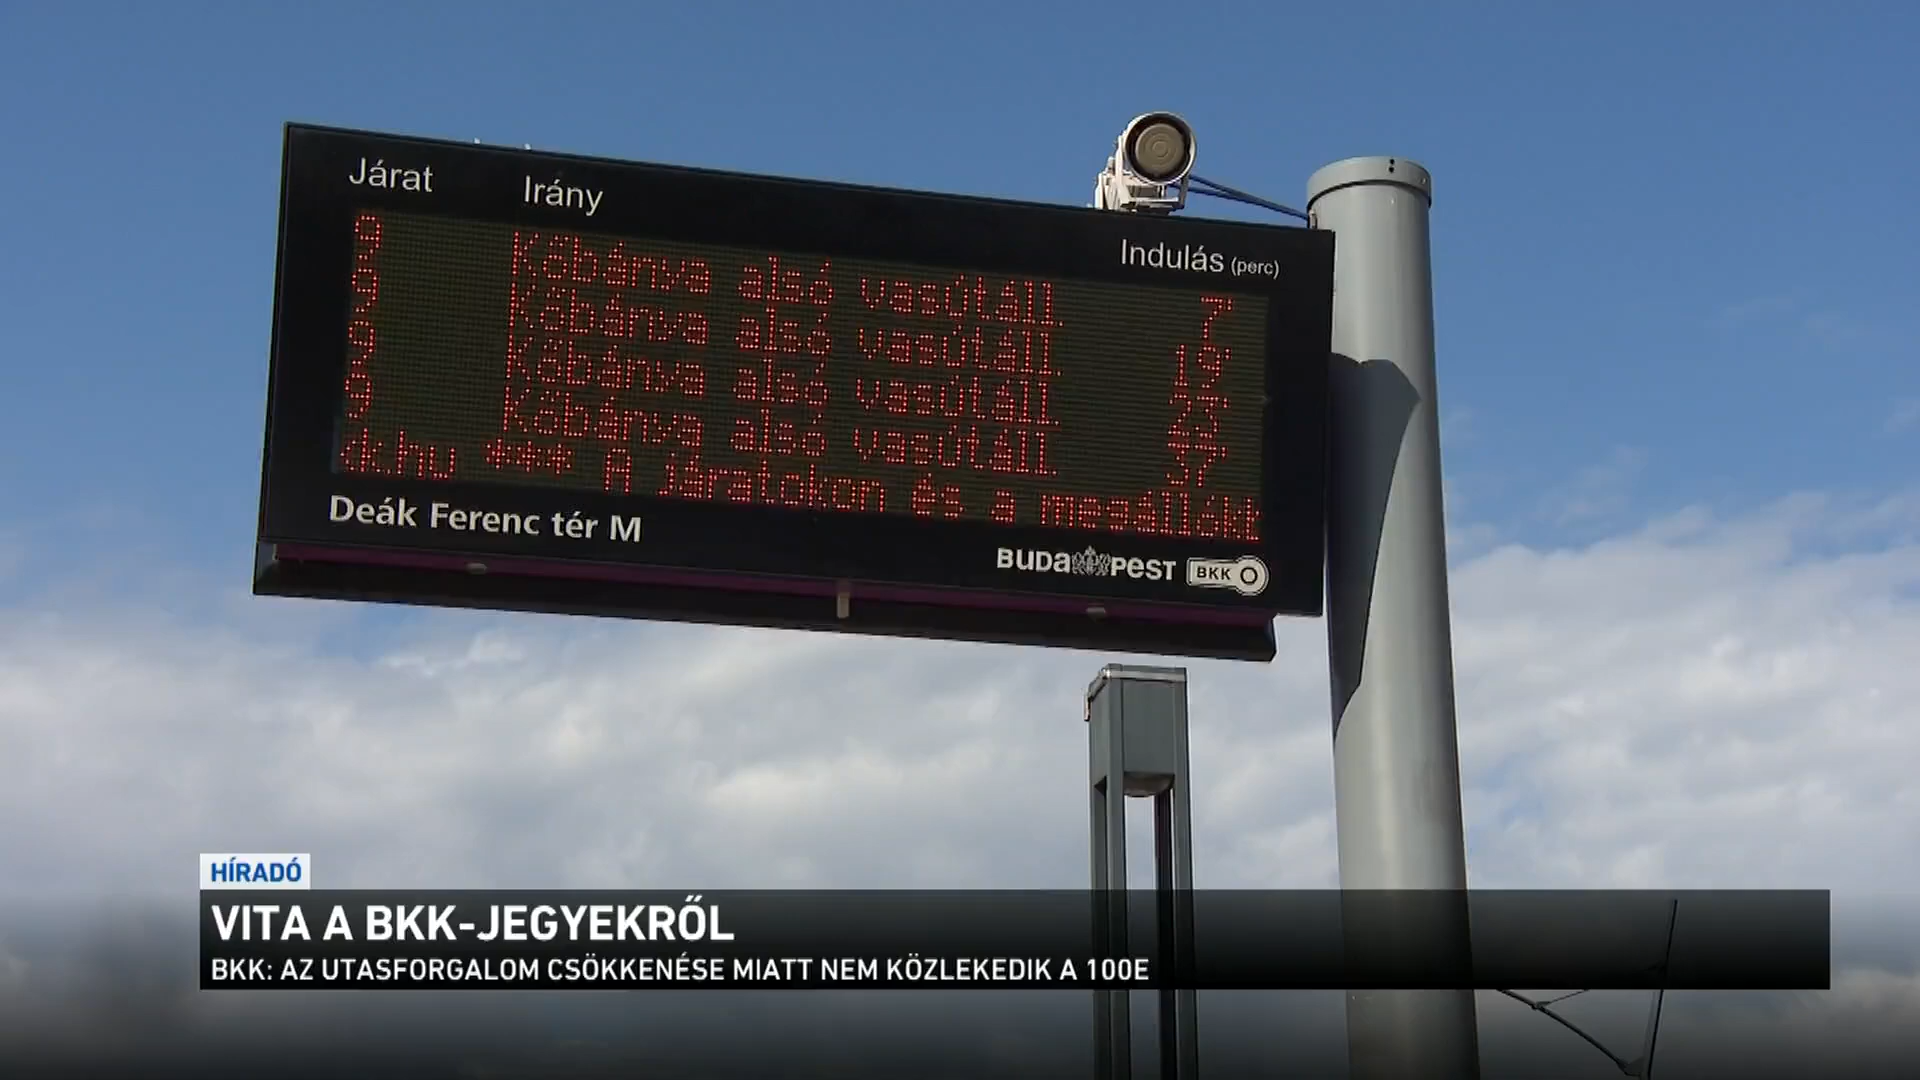 Járat Irány Indulás (perc)
9 Kőbánya alsó vasútáll. 7'
9 Kőbánya alsó vasútáll. 19'
9 Kőbánya alsó vasútáll. 23'
9 Kőbánya alsó vasútáll. 37'
k.hu *** A járatokon és a megállókb
Deák Ferenc tér M
BUDAPEST BKK
HÍRADÓ
VITA A BKK-JEGYEKRŐL
BKK: AZ UTASFORGALOM CSÖKKENÉSE MIATT NEM KÖZLEKEDIK A 100E